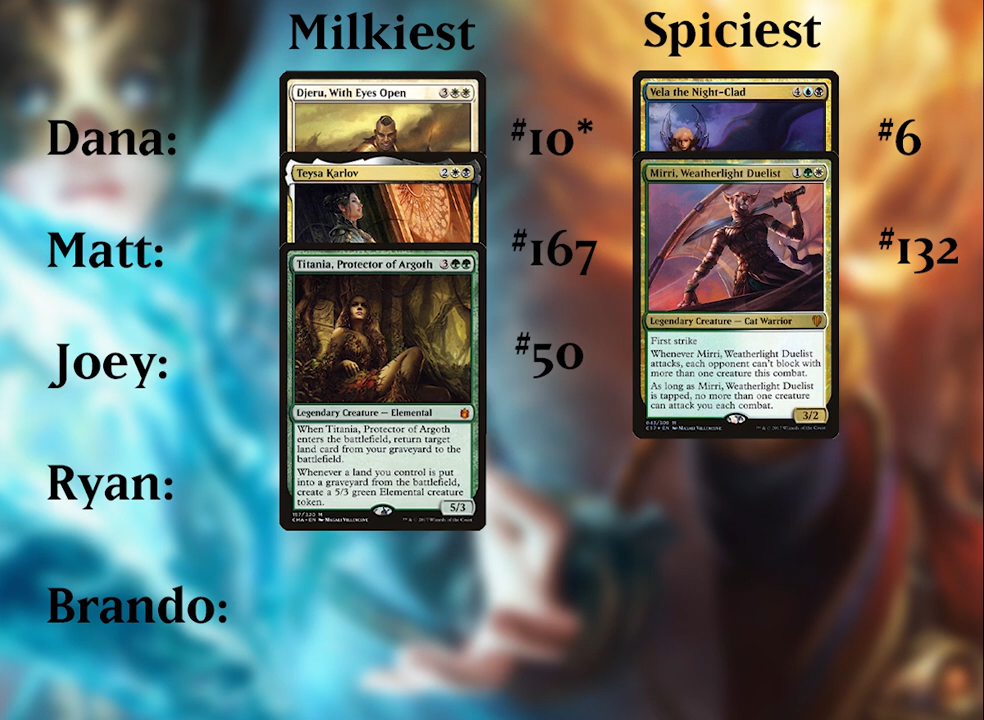 Milkiest
Spiciest
Dana:
Djeru, With Eyes Open 3
#10*
Vela the Night-Clad 4
#6
Matt:
Teysa Karlov 2
#167
Mirri, Weatherlight Duelist 1
#132
Legendary Creature — Cat Warrior
First strike
Whenever Mirri, Weatherlight Duelist
attacks, each opponent can't block with
more than one creature this combat.
As long as Mirri, Weatherlight Duelist
is tapped, no more than one creature
can attack you each combat.
3/2
Joey:
Titania, Protector of Argoth 3
#50
Legendary Creature — Elemental
When Titania, Protector of Argoth
enters the battlefield, return target
land card from your graveyard to the
battlefield.
Whenever a land you control is put
into a graveyard from the battlefield,
create a 5/3 green Elemental creature
token.
5/3
Ryan:
Brando: